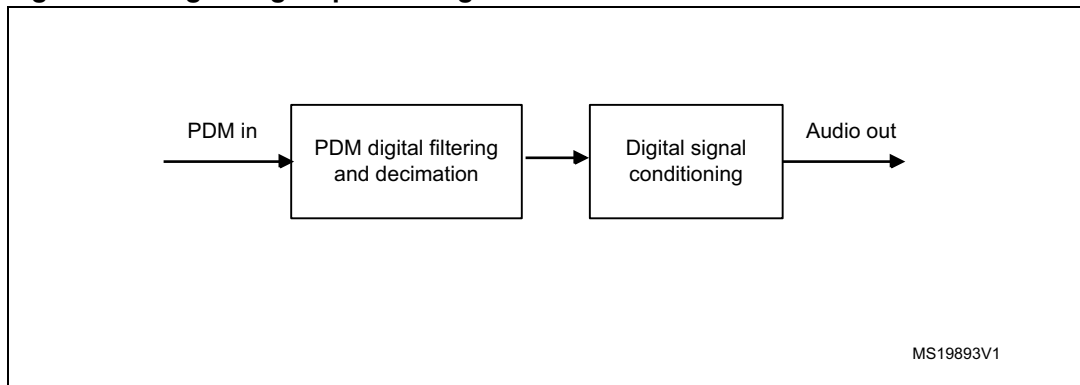 PDM in
PDM digital filtering
and decimation
Digital signal
conditioning
Audio out
MS19893V1